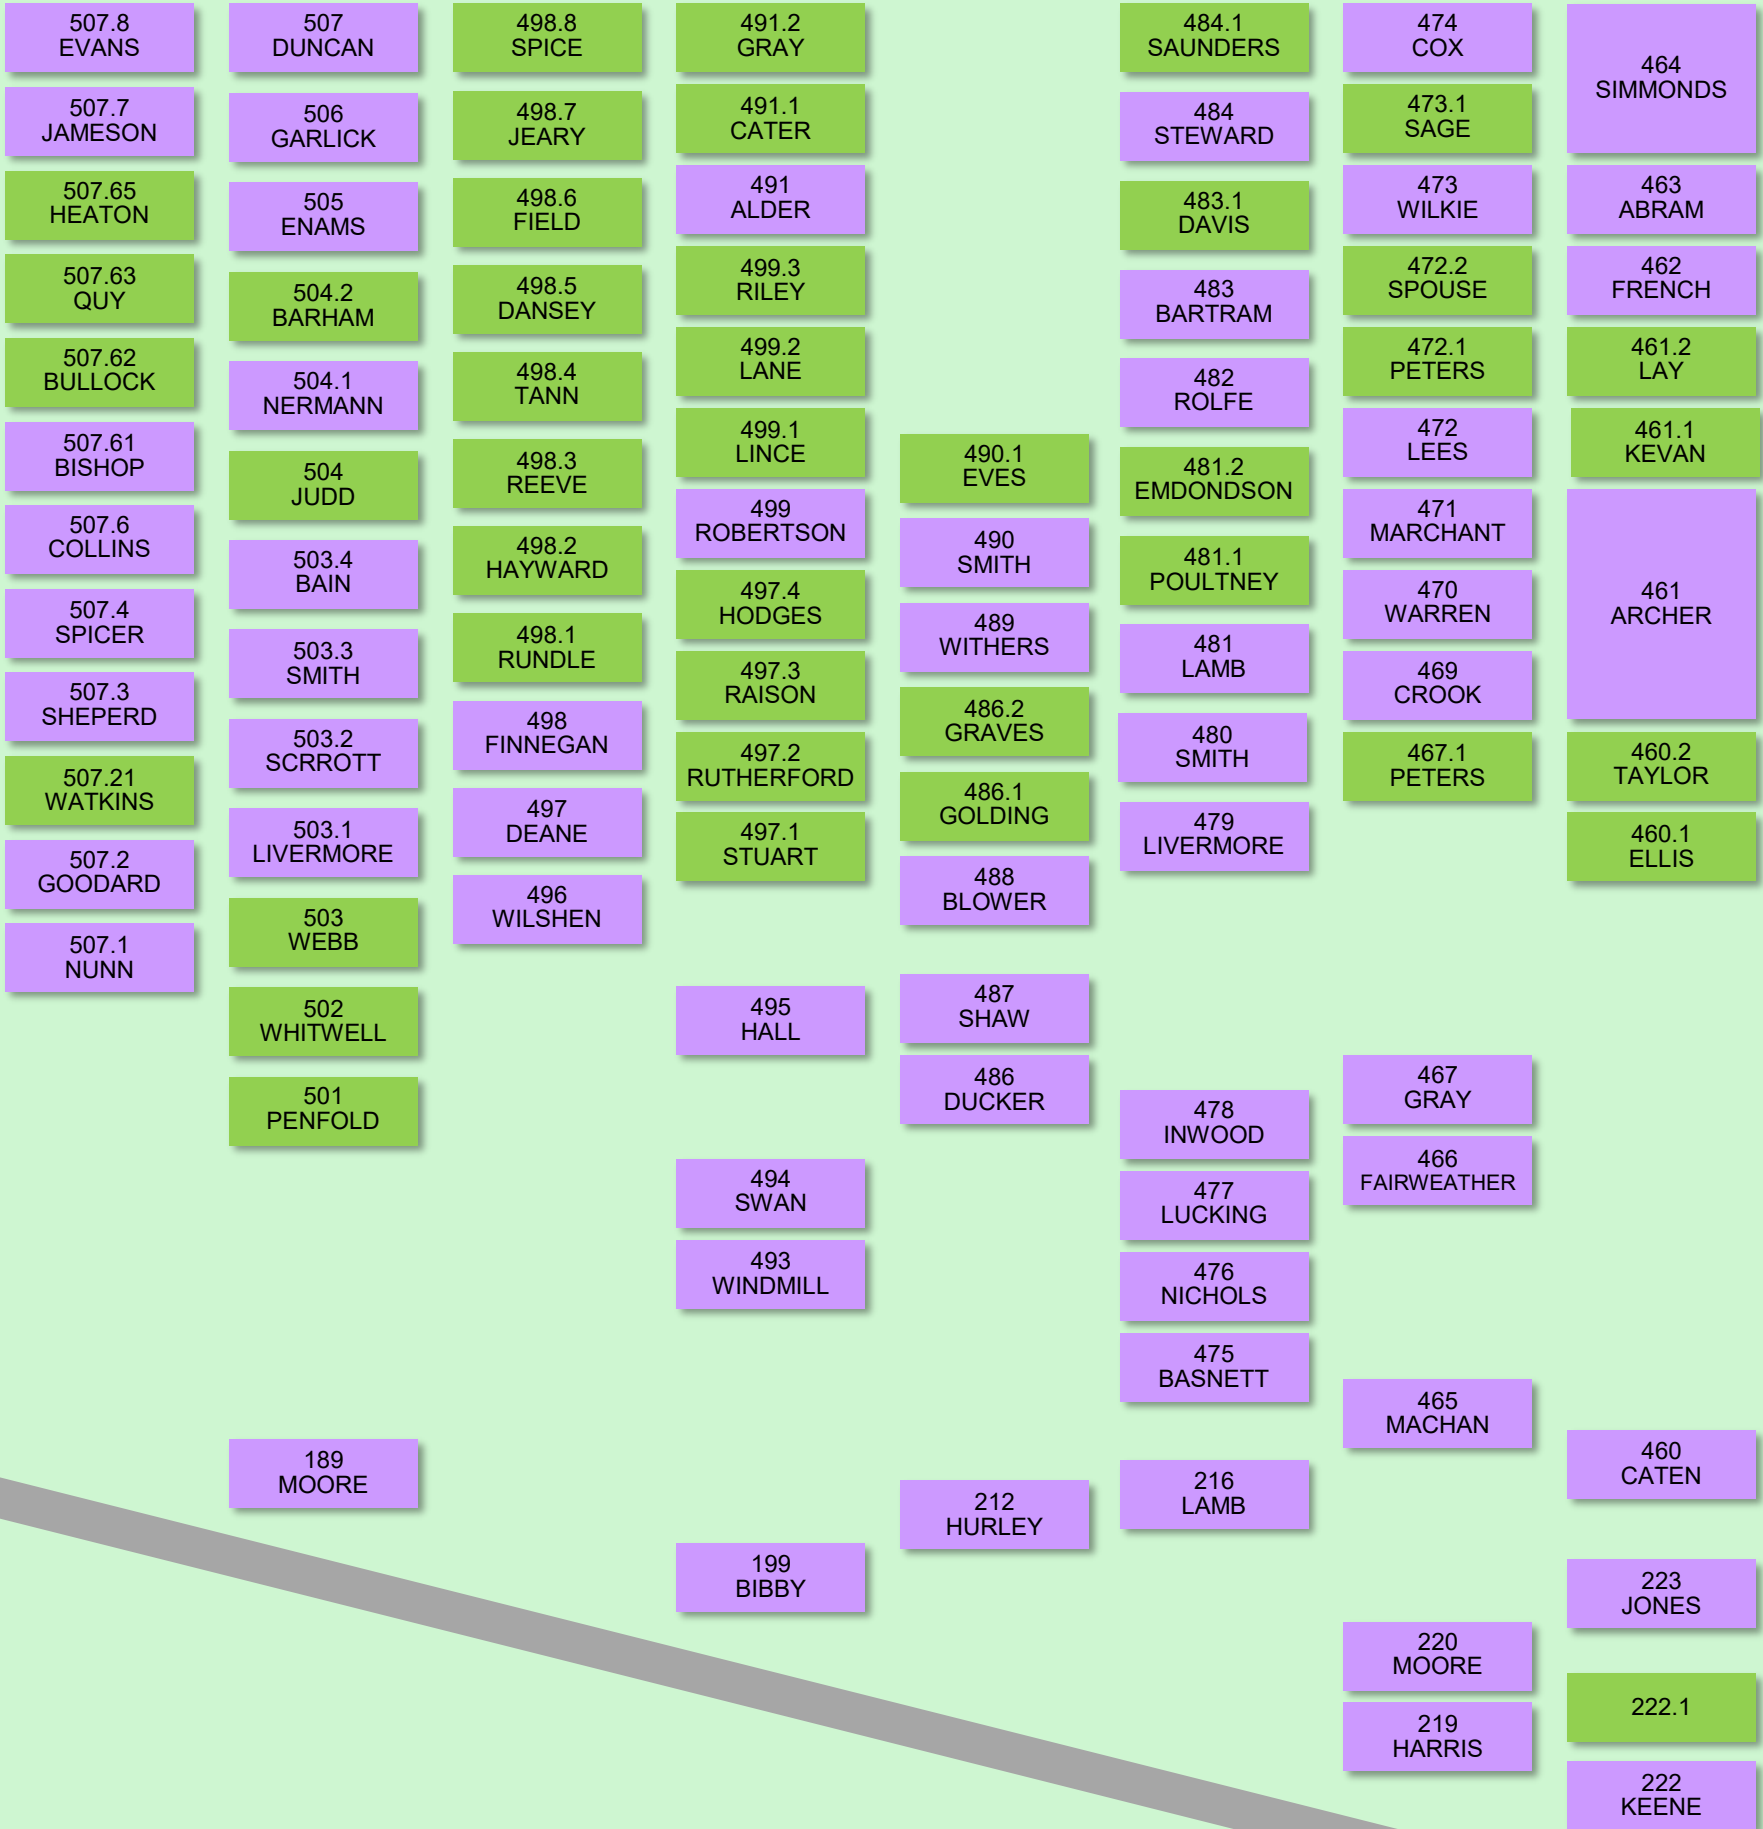 507.8
EVANS
507.7
JAMESON
507.65
HEATON
507.63
QUY
507.62
BULLOCK
507.61
BISHOP
507.6
COLLINS
507.4
SPICER
507.3
SHEPERD
507.21
WATKINS
507.2
GOODARD
507.1
NUNN
507
DUNCAN
506
GARLICK
505
ENAMS
504.2
BARHAM
504.1
NERMANN
504
JUDD
503.4
BAIN
503.3
SMITH
503.2
SCRROTT
503.1
LIVERMORE
503
WEBB
502
WHITWELL
501
PENFOLD
189
MOORE
498.8
SPICE
498.7
JEARY
498.6
FIELD
498.5
DANSEY
498.4
TANN
498.3
REEVE
498.2
HAYWARD
498.1
RUNDLE
498
FINNEGAN
497
DEANE
496
WILSHEN
491.2
GRAY
491.1
CATER
491
ALDER
499.3
RILEY
499.2
LANE
499.1
LINCE
499
ROBERTSON
497.4
HODGES
497.3
RAISON
497.2
RUTHERFORD
497.1
STUART
495
HALL
494
SWAN
493
WINDMILL
199
BIBBY
490.1
EVES
490
SMITH
489
WITHERS
486.2
GRAVES
486.1
GOLDING
488
BLOWER
487
SHAW
486
DUCKER
212
HURLEY
484.1
SAUNDERS
484
STEWARD
483.1
DAVIS
483
BARTRAM
482
ROLFE
481.2
EMDONDSON
481.1
POULTNEY
481
LAMB
480
SMITH
479
LIVERMORE
478
INWOOD
477
LUCKING
476
NICHOLS
475
BASNETT
216
LAMB
474
COX
473.1
SAGE
473
WILKIE
472.2
SPOUSE
472.1
PETERS
472
LEES
471
MARCHANT
470
WARREN
469
CROOK
467.1
PETERS
467
GRAY
466
FAIRWEATHER
465
MACHAN
220
MOORE
219
HARRIS
464
SIMMONDS
463
ABRAM
462
FRENCH
461.2
LAY
461.1
KEVAN
461
ARCHER
460.2
TAYLOR
460.1
ELLIS
460
CATEN
223
JONES
222.1
222
KEENE